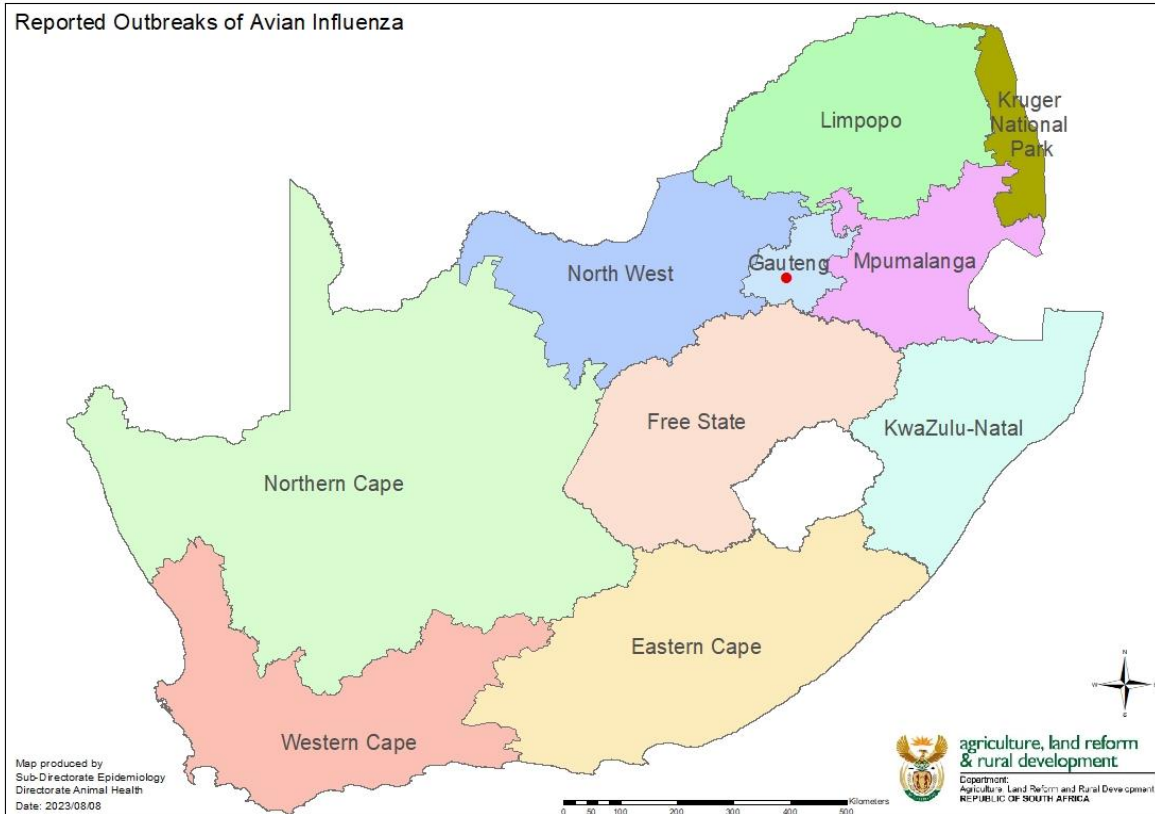 Reported Outbreaks of Avian Influenza
Kruger
National
Park
Limpopo
North West
Gauteng
Mpumalanga
Free State
KwaZulu-Natal
Northern Cape
Eastern Cape
Western Cape
N
W
E
S
Map produced by
Sub-Directorate Epidemiology
Directorate Animal Health
Date: 2023/08/08
Kilometers
0 50 100 200 300 400 500
agriculture, land reform
& rural development
Department:
Agriculture, Land Reform and Rural Development
REPUBLIC OF SOUTH AFRICA